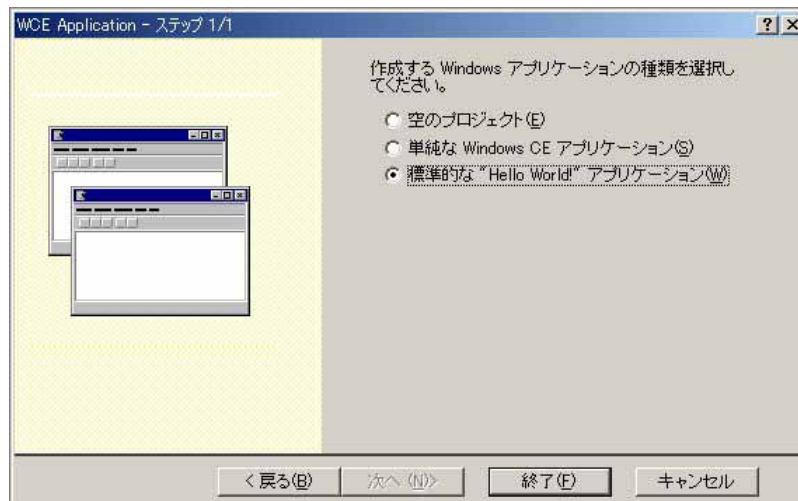 WCE Application - ステップ 1/1
作成する Windows アプリケーションの種類を選択し
てください。
空のプロジェクト(E)
単純な Windows CE アプリケーション(S)
標準的な "Hello World!" アプリケーション(W)
< 戻る(B)
次へ (N)>
終了(F)
キャンセル